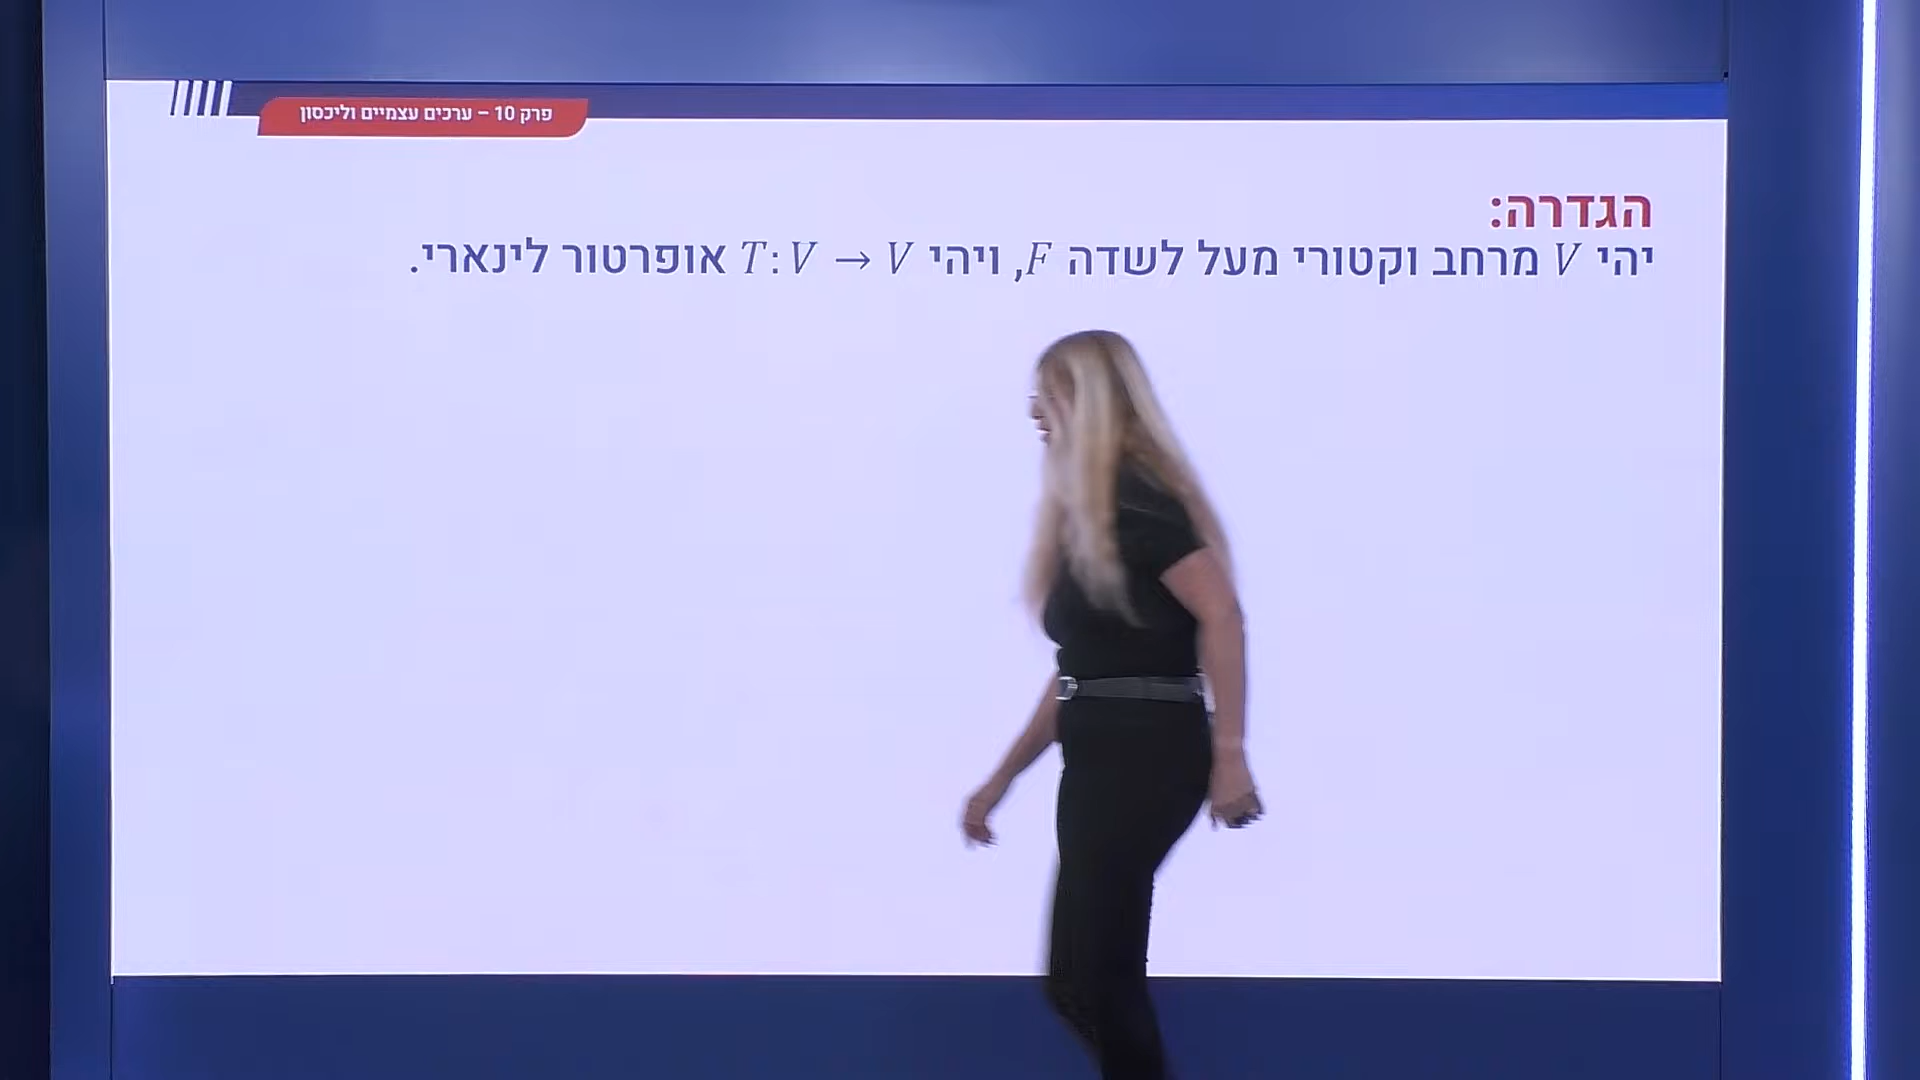 פרק 10 – ערכים עצמיים וליכסון
הגדרה:
יהי V מרחב וקטורי מעל לשדה F, ויהי T: V → V אופרטור לינארי.